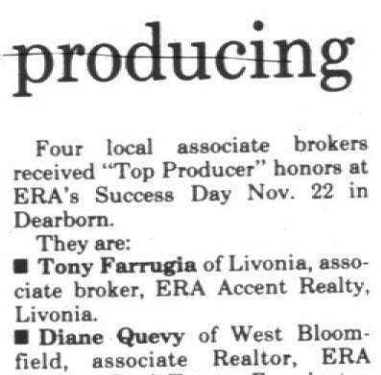 producing
Four local associate brokers
received "Top Producer" honors at
ERA's Success Day Nov. 22 in
Dearborn.
They are:
■ Tony Farrugia of Livonia, asso-
ciate broker, ERA Accent Realty,
Livonia.
■ Diane Quevy of West Bloom-
field, associate Realtor, ERA